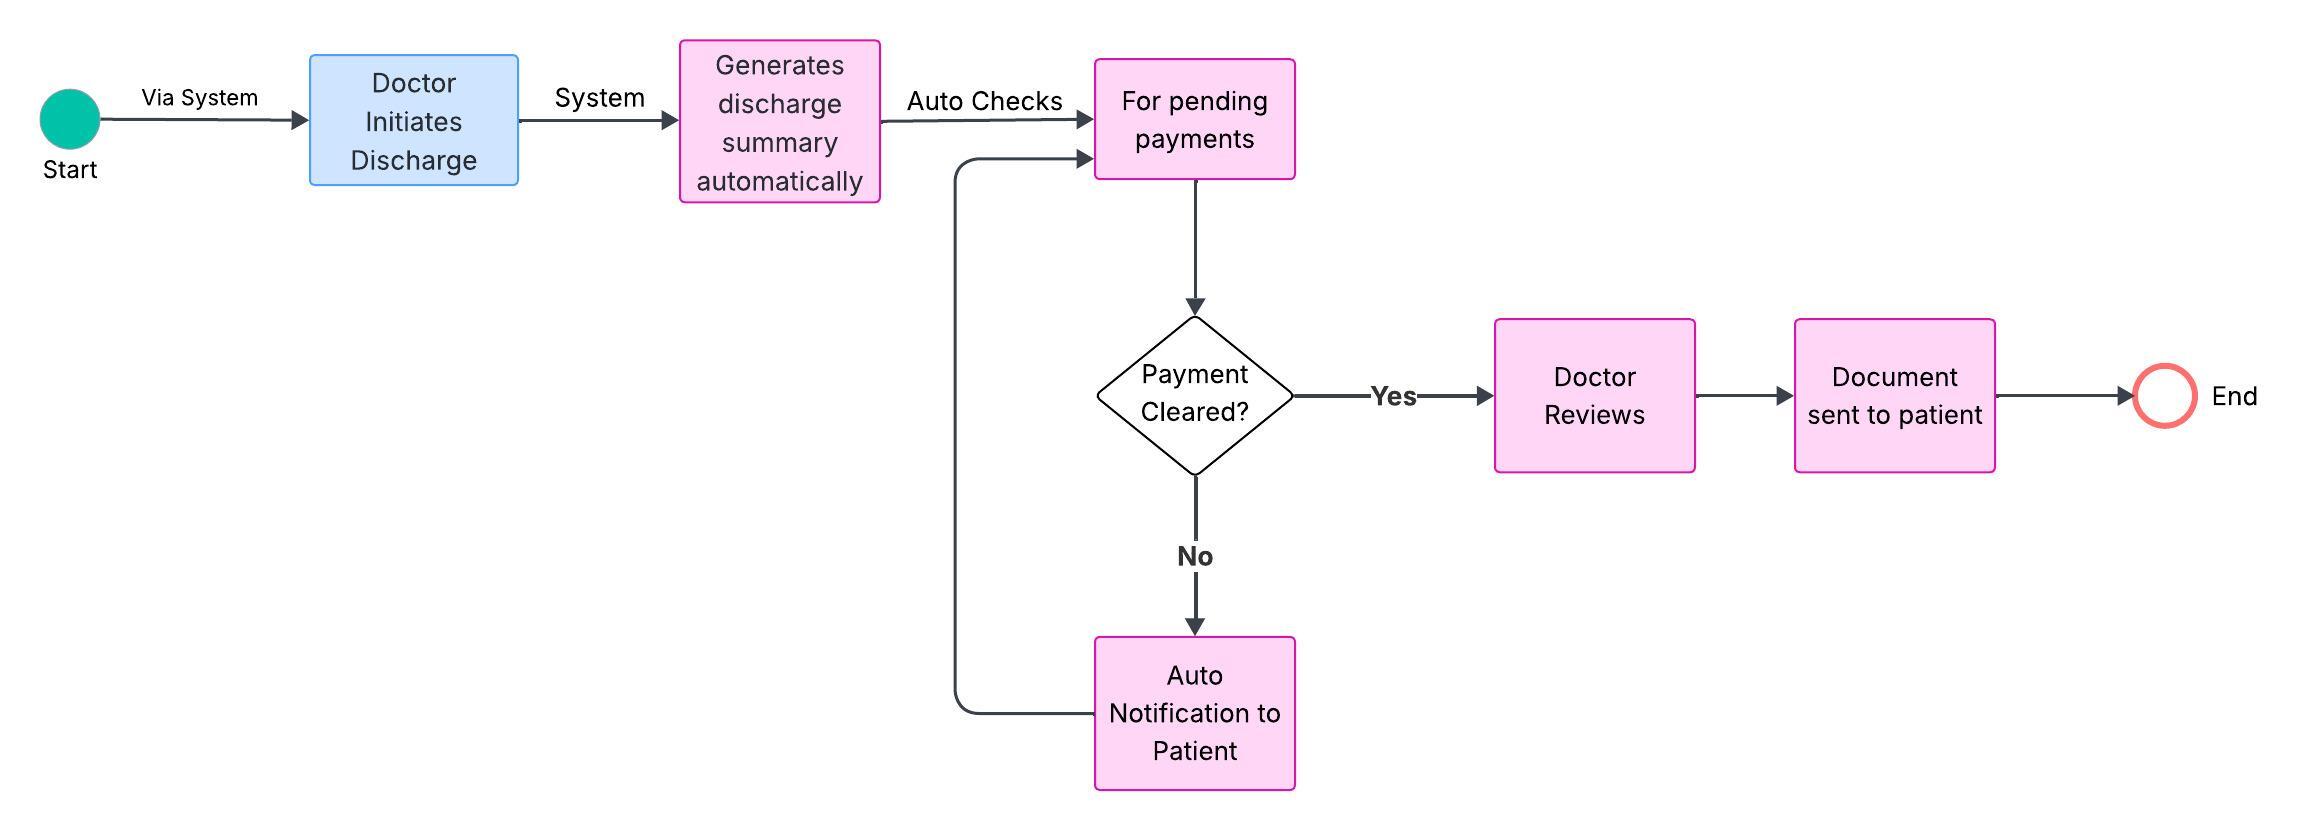 Start
Via System
Doctor
Initiates
Discharge
System
Generates
discharge
summary
automatically
Auto Checks
For pending
payments
Payment
Cleared?
Yes
Doctor
Reviews
Document
sent to patient
End
No
Auto
Notification to
Patient